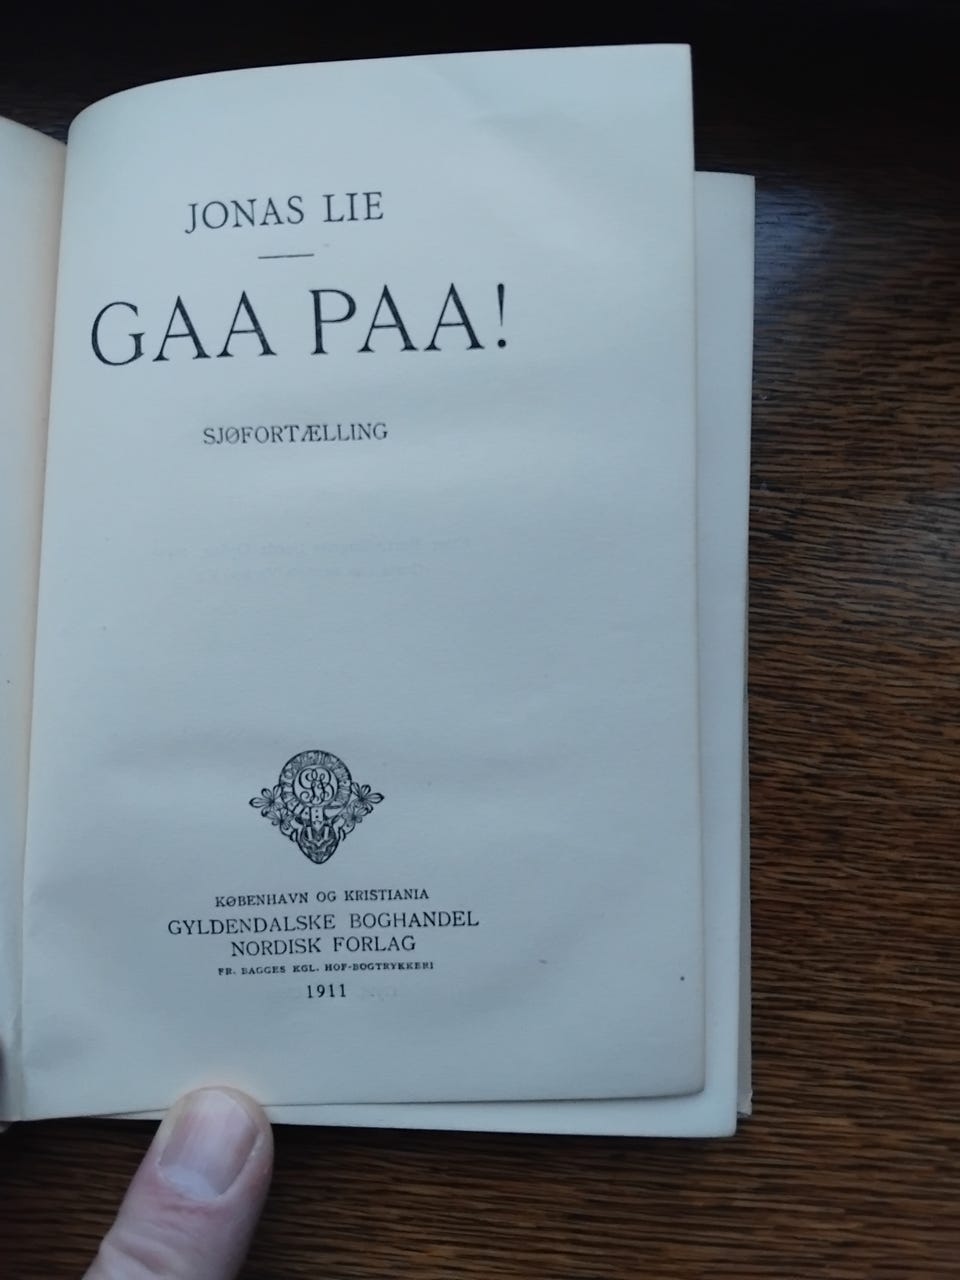 JONAS LIE
GAA PAA!
SJØFORTÆLLING
KØBENHAVN OG KRISTIANIA
GYLDENDALSKE BOGHANDEL
NORDISK FORLAG
FR. BAGGES KGL. HOF-BOGTRYKKERI
1911